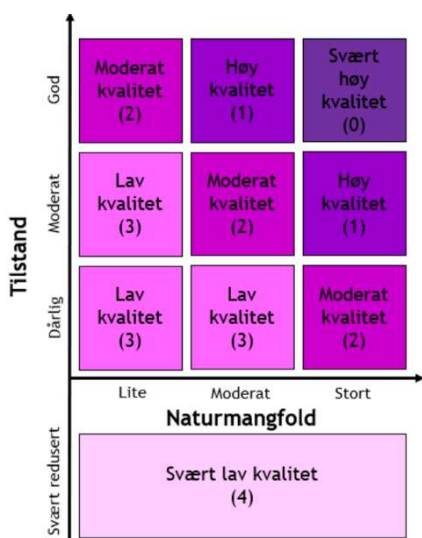 Tilstand
God
Moderat
kvalitet
(2)
Høy
kvalitet
(1)
Svært
høy
kvalitet
(0)
Moderat
Lav
kvalitet
(3)
Moderat
kvalitet
(2)
Høy
kvalitet
(1)
Dårlig
Lav
kvalitet
(3)
Lav
kvalitet
(3)
Moderat
kvalitet
(2)
Lite
Moderat
Stort
Naturmangfold
Svært redusert
Svært lav kvalitet
(4)